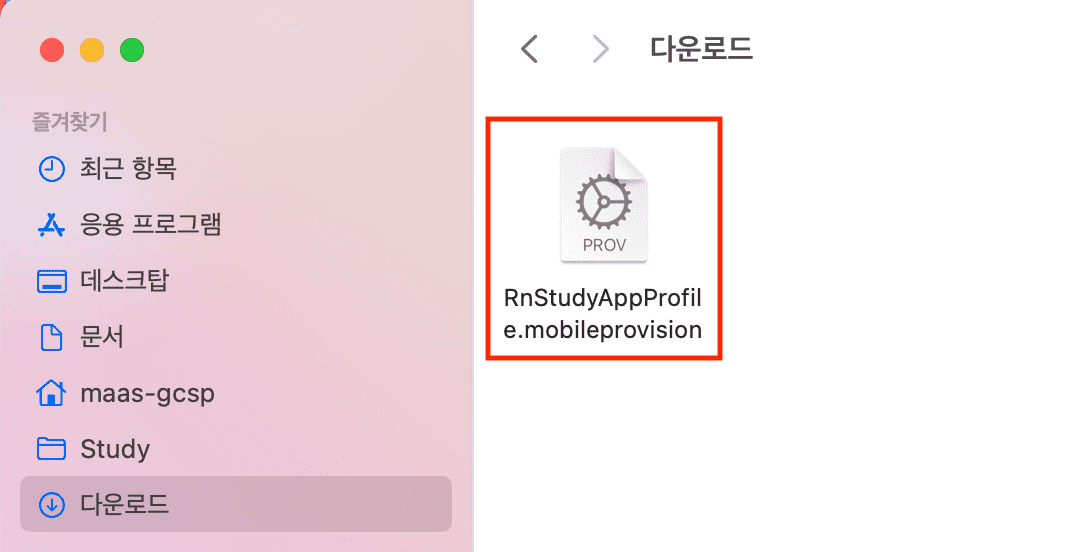 즐겨찾기
최근 항목
응용 프로그램
데스크탑
문서
maas-gcsp
Study
다운로드
다운로드
PROV
RnStudyAppProfil
e.mobileprovision